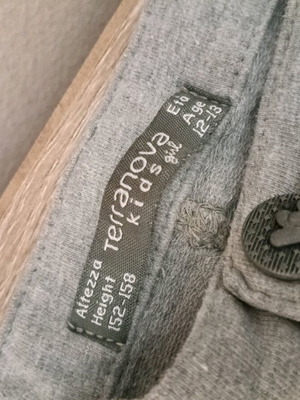 Altezza
Height
152-158
Terranova
kids girl
Età
Age
12-13